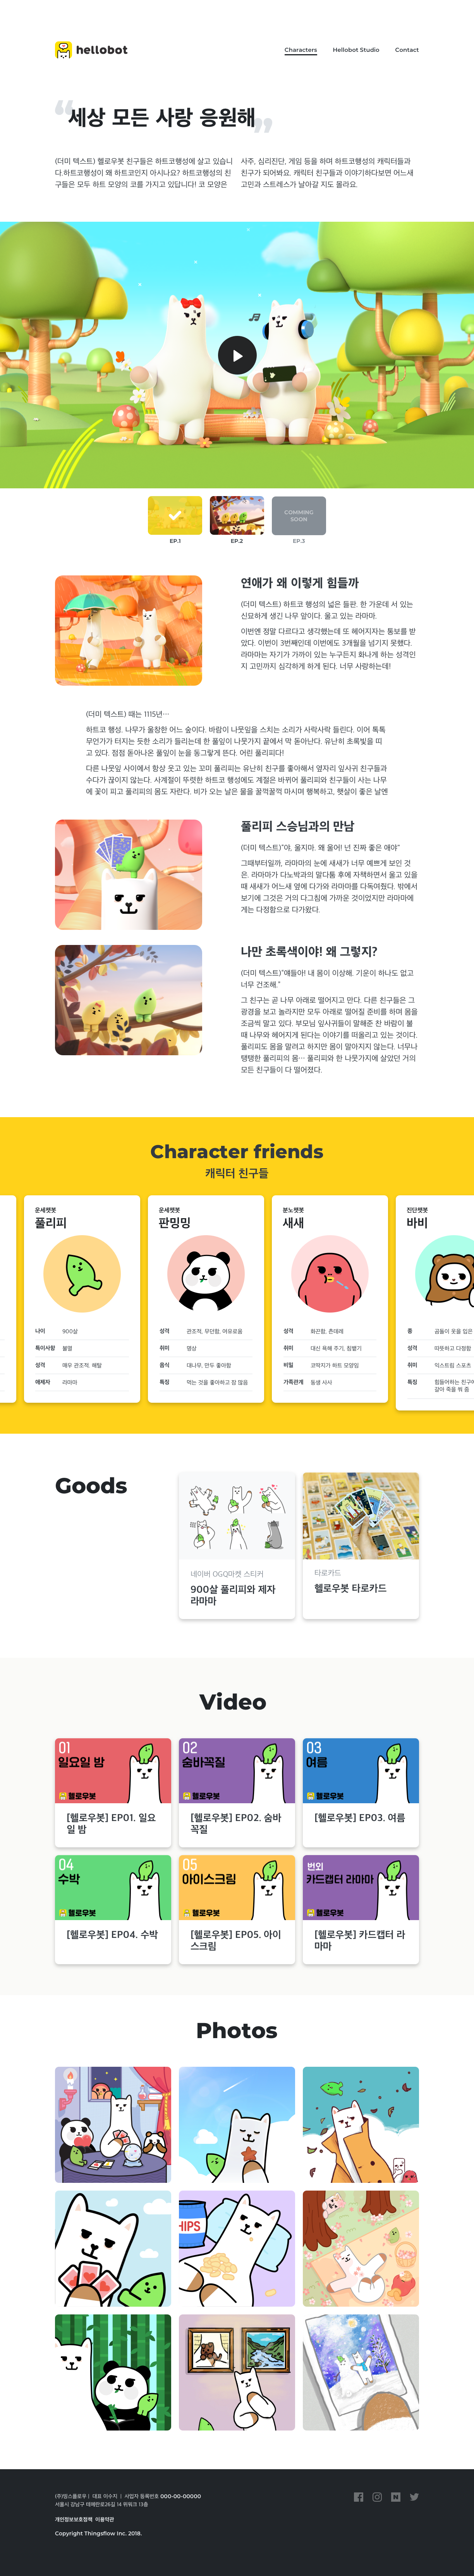 hellobot
Characters
Hellobot Studio
Contact
“세상 모든 사랑 응원해”
(더미 텍스트) 헬로우봇 친구들은 하트코행성에 살고 있습니
다.하트코행성이 왜 하트코인지 아시나요? 하트코행성의 친
구들은 모두 하트 모양의 코를 가지고 있답니다! 코 모양은
사주, 심리진단, 게임 등을 하며 하트코행성의 캐릭터들과
친구가 되어봐요. 캐릭터 친구들과 이야기하다보면 어느새
고민과 스트레스가 날아갈 지도 몰라요.
EP.1
EP.2
COMMING
SOON
EP.3
연애가 왜 이렇게 힘들까
(더미 텍스트) 하트코 행성의 넓은 들판. 한 가운데 서 있는
신묘하게 생긴 나무 앞이다. 울고 있는 라마마.
이번엔 정말 다르다고 생각했는데 또 헤어지자는 통보를 받
았다. 이번이 3번째인데 이번에도 3개월을 넘기지 못했다.
라마마는 자기가 가까이 있는 누구든지 화나게 하는 성격인
지 고민까지 심각하게 하게 된다. 너무 사랑하는데!
(더미 텍스트) 때는 1115년…
하트코 행성. 나무가 울창한 어느 숲이다. 바람이 나뭇잎을 스치는 소리가 사락사락 들린다. 이어 톡톡
무언가가 터지는 듯한 소리가 들리는데 한 풀잎이 나뭇가지 끝에서 막 돋아난다. 유난히 초록빛을 띠
고 있다. 점점 돋아나온 풀잎이 눈을 동그랗게 뜬다. 어린 풀리피다!
다른 나뭇잎 사이에서 항상 웃고 있는 꼬미 풀리피는 유난히 친구를 좋아해서 옆자리 잎사귀 친구들과
수다가 끊이지 않는다. 사계절이 뚜렷한 하트코 행성에도 계절은 바뀌어 풀리피와 친구들이 사는 나무
에 꽃이 피고 풀리피의 몸도 자란다. 비가 오는 날은 물을 꿀꺽꿀꺽 마시며 행복하고, 햇살이 좋은 날엔
풀리피 스승님과의 만남
(더미 텍스트)“야, 울지마. 왜 울어! 넌 진짜 좋은 애야”
그때부터일까, 라마마의 눈에 새새가 너무 예쁘게 보인 것
은. 라마마가 다노박과의 말다툼 후에 자책하면서 울고 있을
때 새새가 어느새 옆에 다가와 라마마를 다독여줬다. 밖에서
보기에 그것은 거의 다그침에 가까운 것이었지만 라마마에
게는 다정함으로 다가왔다.
나만 초록색이야! 왜 그렇지?
(더미 텍스트)“얘들아! 내 몸이 이상해. 기운이 하나도 없고
너무 건조해.”
그 친구는 곧 나무 아래로 떨어지고 만다. 다른 친구들은 그
광경을 보고 놀라지만 모두 아래로 떨어질 준비를 하며 몸을
조금씩 떨고 있다. 부모님 잎사귀들이 말해준 찬 바람이 불
때 나무와 헤어지게 된다는 이야기를 떠올리고 있는 것이다.
풀리피도 몸을 말려고 하지만 몸이 말아지지 않는다. 너무나
탱탱한 풀리피의 몸… 풀리피와 한 나뭇가지에 살았던 거의
모든 친구들이 다 떨어졌다.
Character friends
캐릭터 친구들
운세챗봇
풀리피
나이 900살
특이사항 불멸
성격 매우 관조적, 해탈
애제자 라마마
운세챗봇
판밍밍
성격 관조적, 무던함, 여유로움
취미 명상
음식 대나무, 만두 좋아함
특징 먹는 것을 좋아하고 잠 많음
분노챗봇
새새
성격 화끈함, 츤데레
취미 대신 욕해 주기, 침뱉기
비밀 코딱지가 하트 모양임
가족관계 동생 사사
진단챗봇
바비
종 곰돌이 옷을 입은
성격 따뜻하고 다정함
취미 익스트림 스포츠
특징 힘들어하는 친구에
같아 죽을 쒀 줌
Goods
네이버 OGQ마켓 스티커
900살 풀리피와 제자
라마마
타로카드
헬로우봇 타로카드
Video
01
일요일 밤
헬로우봇
[헬로우봇] EP01. 일요
일 밤
02
숨바꼭질
헬로우봇
[헬로우봇] EP02. 숨바
꼭질
03
여름
헬로우봇
[헬로우봇] EP03. 여름
04
수박
헬로우봇
[헬로우봇] EP04. 수박
05
아이스크림
헬로우봇
[헬로우봇] EP05. 아이
스크림
번외
카드캡터 라마마
헬로우봇
[헬로우봇] 카드캡터 라
마마
Photos
HIPS
(주)띵스플로우 | 대표 이수지 | 사업자 등록번호 000-00-00000
서울시 강남구 테헤란로26길 14 위워크 13층
개인정보보호정책 이용약관
Copyright Thingsflow Inc. 2018.